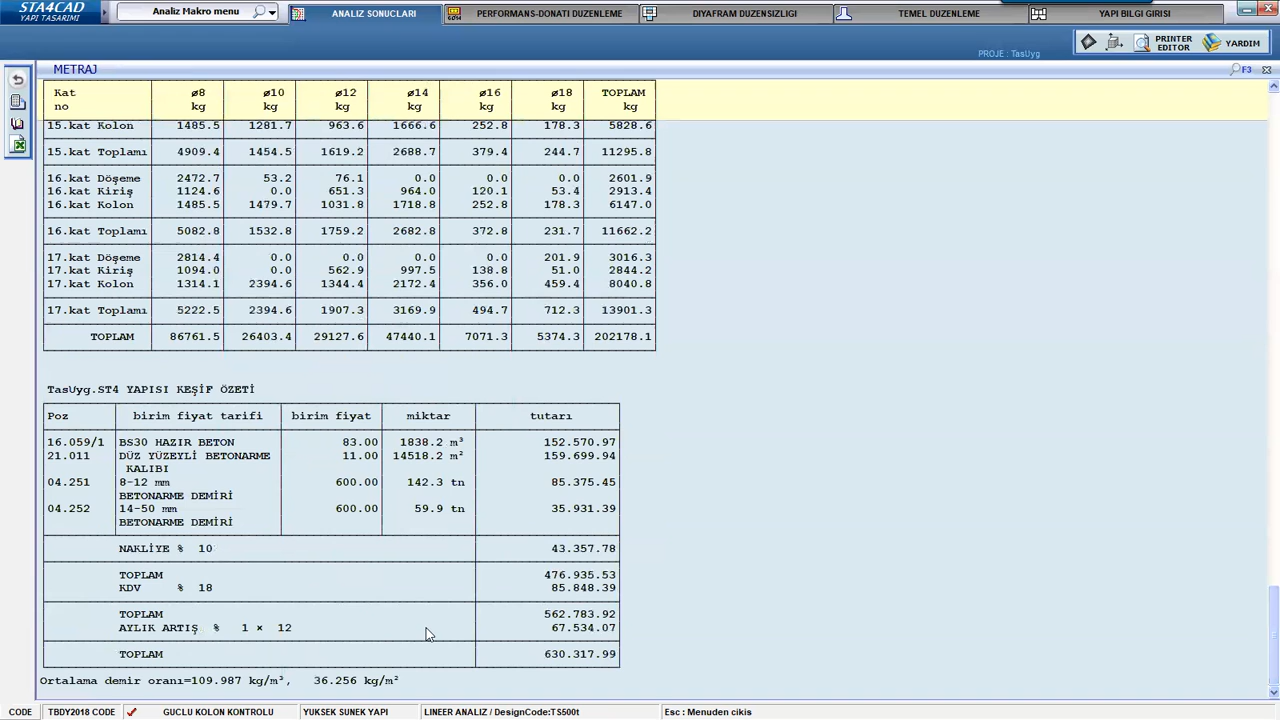 STA4CAD
YAPI TASARIMI
Analiz Makro menu
ANALIZ SONUCLARI
PERFORMANS-DONATI DUZENLEME
DIYAFRAM DUZENSIZLIGI
TEMEL DUZENLEME
YAPI BILGI GIRISI
PROJE : TasUyg
PRINTER EDITOR
YARDIM
METRAJ
F3
Kat no ø8 kg ø10 kg ø12 kg ø14 kg ø16 kg ø18 kg TOPLAM kg
15.kat Kolon 1485.5 1281.7 963.6 1666.6 252.8 178.3 5828.6
15.kat Toplamı 4909.4 1454.5 1619.2 2688.7 379.4 244.7 11295.8
16.kat Döşeme 2472.7 53.2 76.1 0.0 0.0 0.0 2601.9
16.kat Kiriş 1124.6 0.0 651.3 964.0 120.1 53.4 2913.4
16.kat Kolon 1485.5 1479.7 1031.8 1718.8 252.8 178.3 6147.0
16.kat Toplamı 5082.8 1532.8 1759.2 2682.8 372.8 231.7 11662.2
17.kat Döşeme 2814.4 0.0 0.0 0.0 0.0 201.9 3016.3
17.kat Kiriş 1094.0 0.0 562.9 997.5 138.8 51.0 2844.2
17.kat Kolon 1314.1 2394.6 1344.4 2172.4 356.0 459.4 8040.8
17.kat Toplamı 5222.5 2394.6 1907.3 3169.9 494.7 712.3 13901.3
TOPLAM 86761.5 26403.4 29127.6 47440.1 7071.3 5374.3 202178.1
TasUyg.ST4 YAPISI KEŞİF ÖZETİ
Poz birim fiyat tarifi birim fiyat miktar tutarı
16.059/1 BS30 HAZIR BETON 83.00 1838.2 m³ 152.570.97
21.011 DÜZ YÜZEYLİ BETONARME 11.00 14518.2 m² 159.699.94
KALIBI
04.251 8-12 mm 600.00 142.3 tn 85.375.45
BETONARME DEMİRİ
04.252 14-50 mm 600.00 59.9 tn 35.931.39
BETONARME DEMİRİ
NAKLİYE % 10 43.357.78
TOPLAM 476.935.53
KDV % 18 85.848.39
TOPLAM 562.783.92
AYLIK ARTIŞ % 1 × 12 67.534.07
TOPLAM 630.317.99
Ortalama demir oranı=109.987 kg/m³, 36.256 kg/m²
CODE TBDY2018 CODE GUCLU KOLON KONTROLU YUKSEK SUNEK YAPI LINEER ANALIZ / DesignCode:TS500t Esc : Menuden cikis